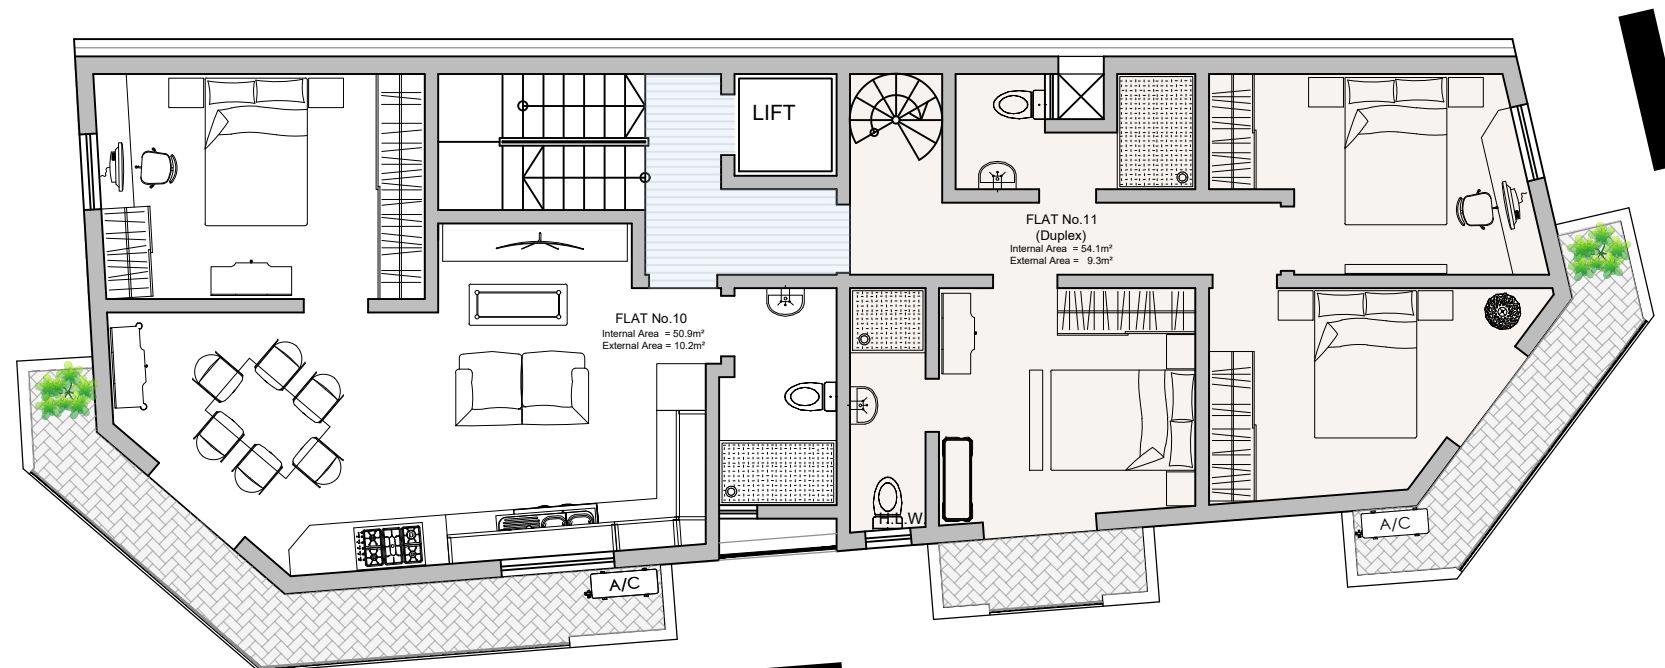 LIFT
FLAT No.11
(Duplex)
Internal Area = 54.1m²
External Area = 9.3m²
FLAT No.10
Internal Area = 50.9m²
External Area = 10.2m²
H.L.W.
A/C
A/C